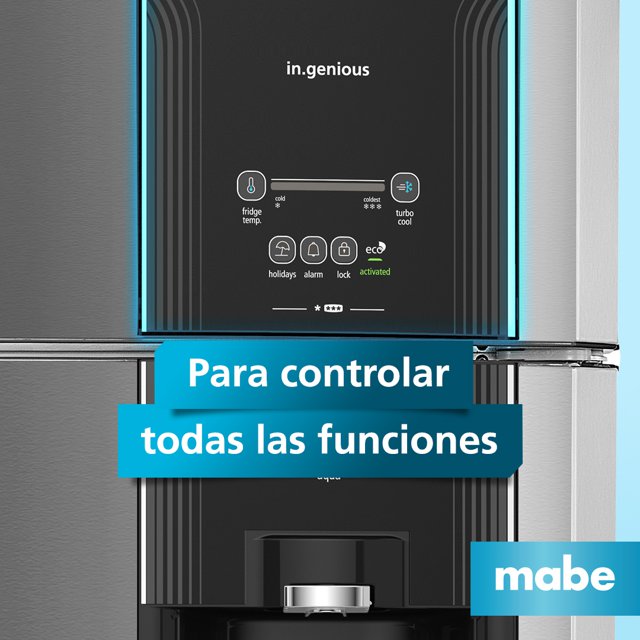 in.genious
cold
coldest
fridge
temp.
turbo
cool
holidays
alarm
lock
eco
activated
Para controlar
todas las funciones
mabe